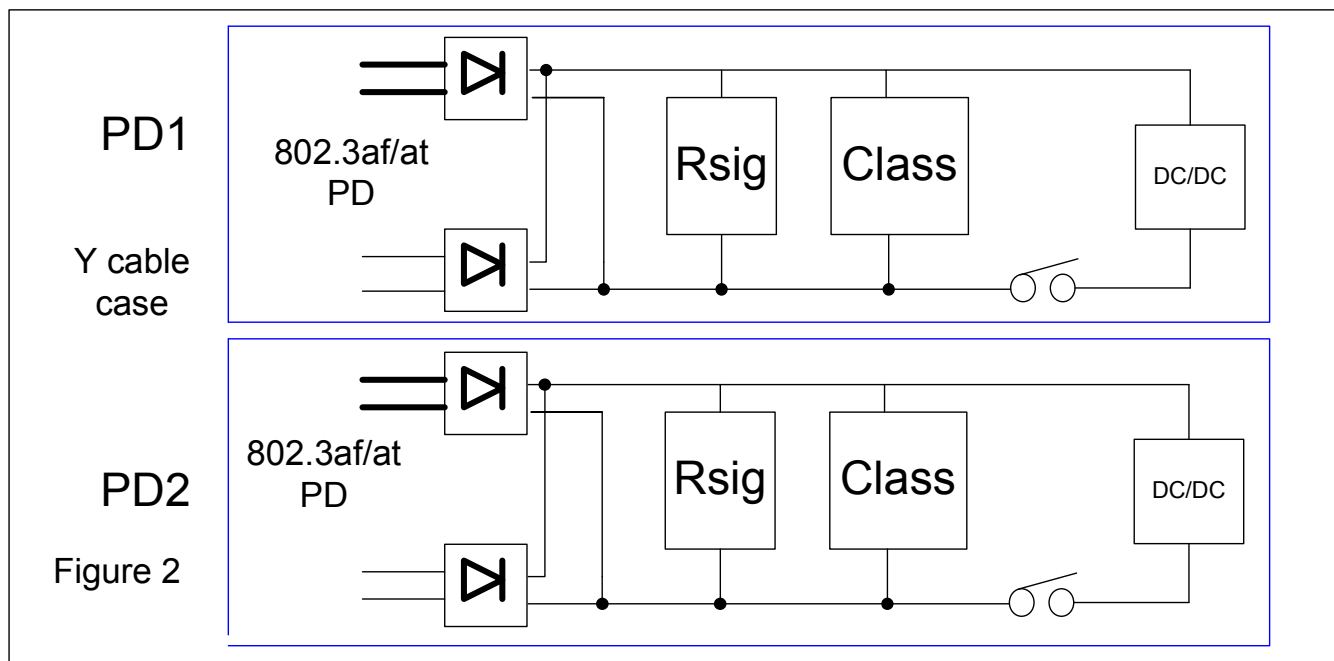 PD1
802.3af/at
PD
Rsig
Class
DC/DC
Y cable
case
PD2
802.3af/at
PD
Rsig
Class
DC/DC
Figure 2